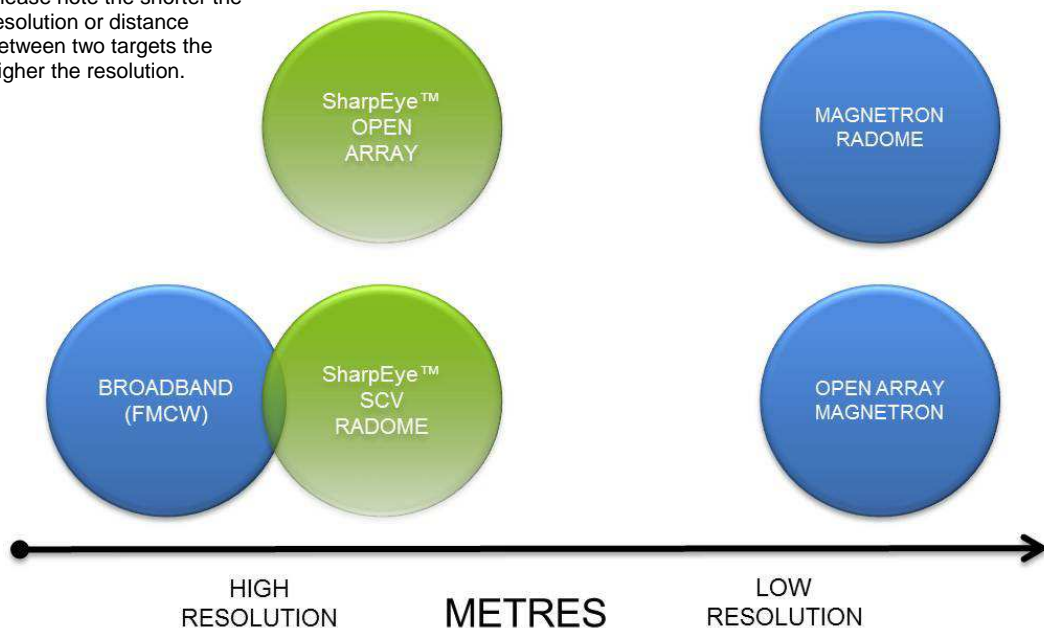 lease note the shorter the
esolution or distance
etween two targets the
igher the resolution.
SharpEye™
OPEN
ARRAY
MAGNETRON
RADOME
BROADBAND
(FMCW)
SharpEye™
SCV
RADOME
OPEN ARRAY
MAGNETRON
HIGH
RESOLUTION
METRES
LOW
RESOLUTION